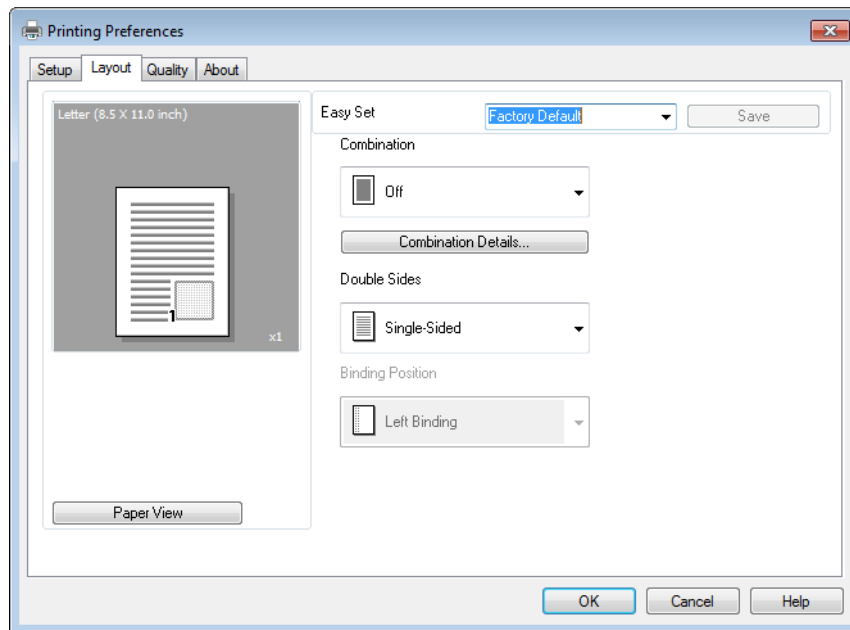 Printing Preferences
Setup Layout Quality About
Letter (8.5 X 11.0 inch)
Easy Set Factory Default Save
Combination
Off
Combination Details...
Double Sides
Single-Sided
1
x1
Binding Position
Left Binding
Paper View
OK Cancel Help